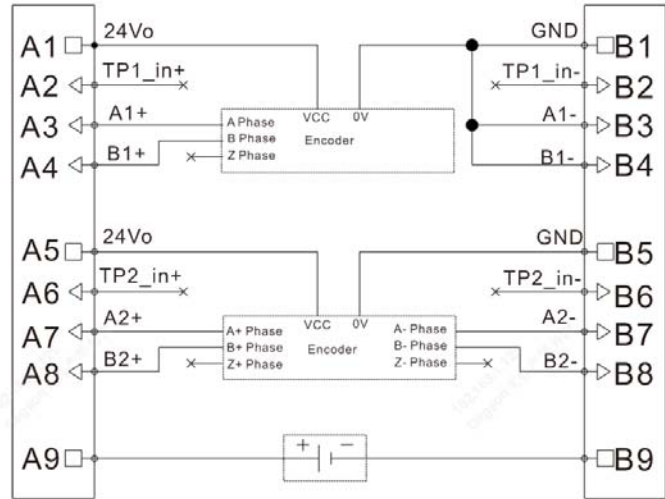 A1 24Vo GND B1
A2 TP1_in+ TP1_in- B2
A3 A1+ A Phase VCC 0V A1- B3
B Phase Encoder
A4 B1+ Z Phase B1- B4
A5 24Vo GND B5
A6 TP2_in+ TP2_in- B6
A7 A2+ A+ Phase VCC 0V A- Phase A2- B7
B+ Phase Encoder B- Phase
A8 B2+ Z+ Phase Z- Phase B2- B8
A9 + − B9